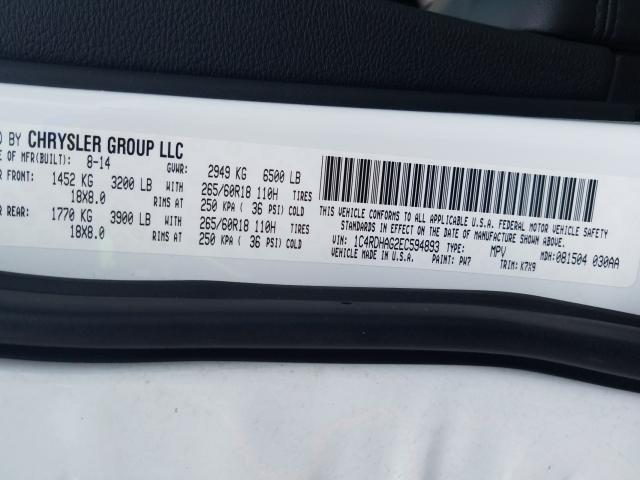 BY CHRYSLER GROUP LLC
OF MFR(BUILT): 8-14 GVWR: 2949 KG 6500 LB
FRONT: 1452 KG 3200 LB WITH 265/60R18 110H TIRES
18X8.0 RIMS AT 250 KPA ( 36 PSI) COLD
REAR: 1770 KG 3900 LB WITH 265/60R18 110H TIRES
18X8.0 RIMS AT 250 KPA ( 36 PSI) COLD
THIS VEHICLE CONFORMS TO ALL APPLICABLE U.S.A. FEDERAL MOTOR VEHICLE SAFETY
STANDARDS IN EFFECT ON THE DATE OF MANUFACTURE SHOWN ABOVE.
VIN: 1C4RDHAG2EC594893 TYPE: MPV MDH: 081504 030AA
VEHICLE MADE IN U.S.A. PAINT: PW7 TRIM: K7X9